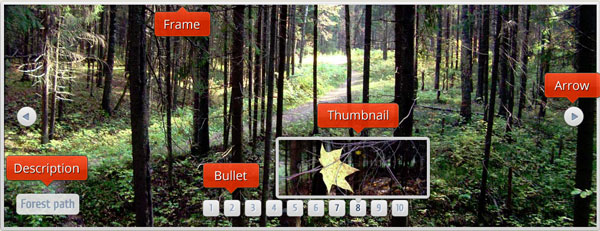 Frame
Arrow
Thumbnail
Description
Bullet
Forest path
1 2 3 4 5 6 7 8 9 10